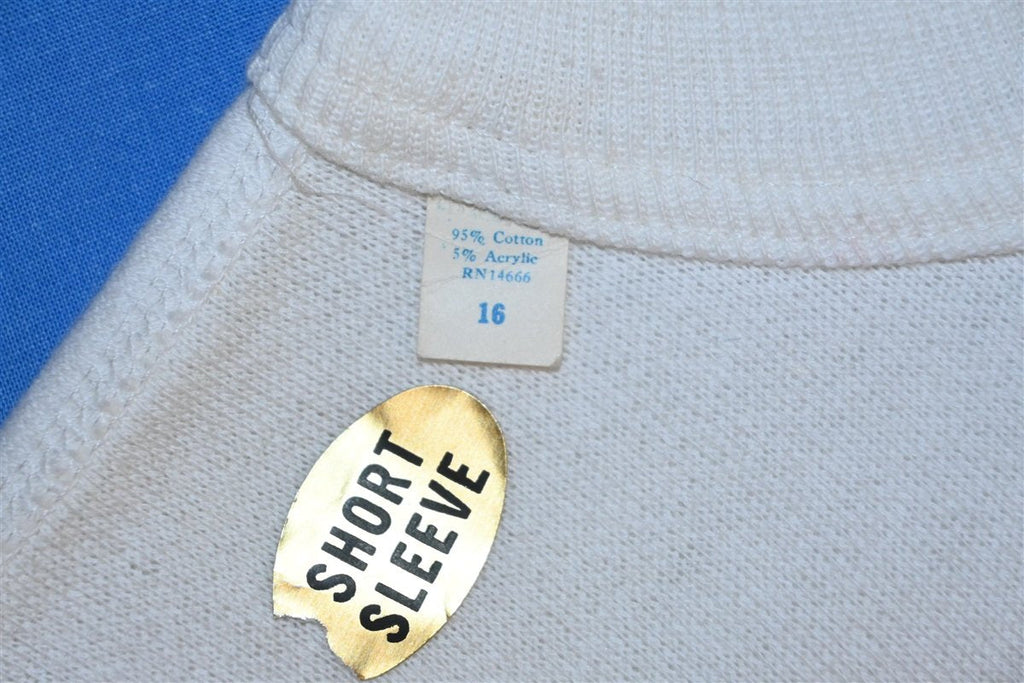 95% Cotton
5% Acrylic
RN14666
16
SHORT
SLEEVE